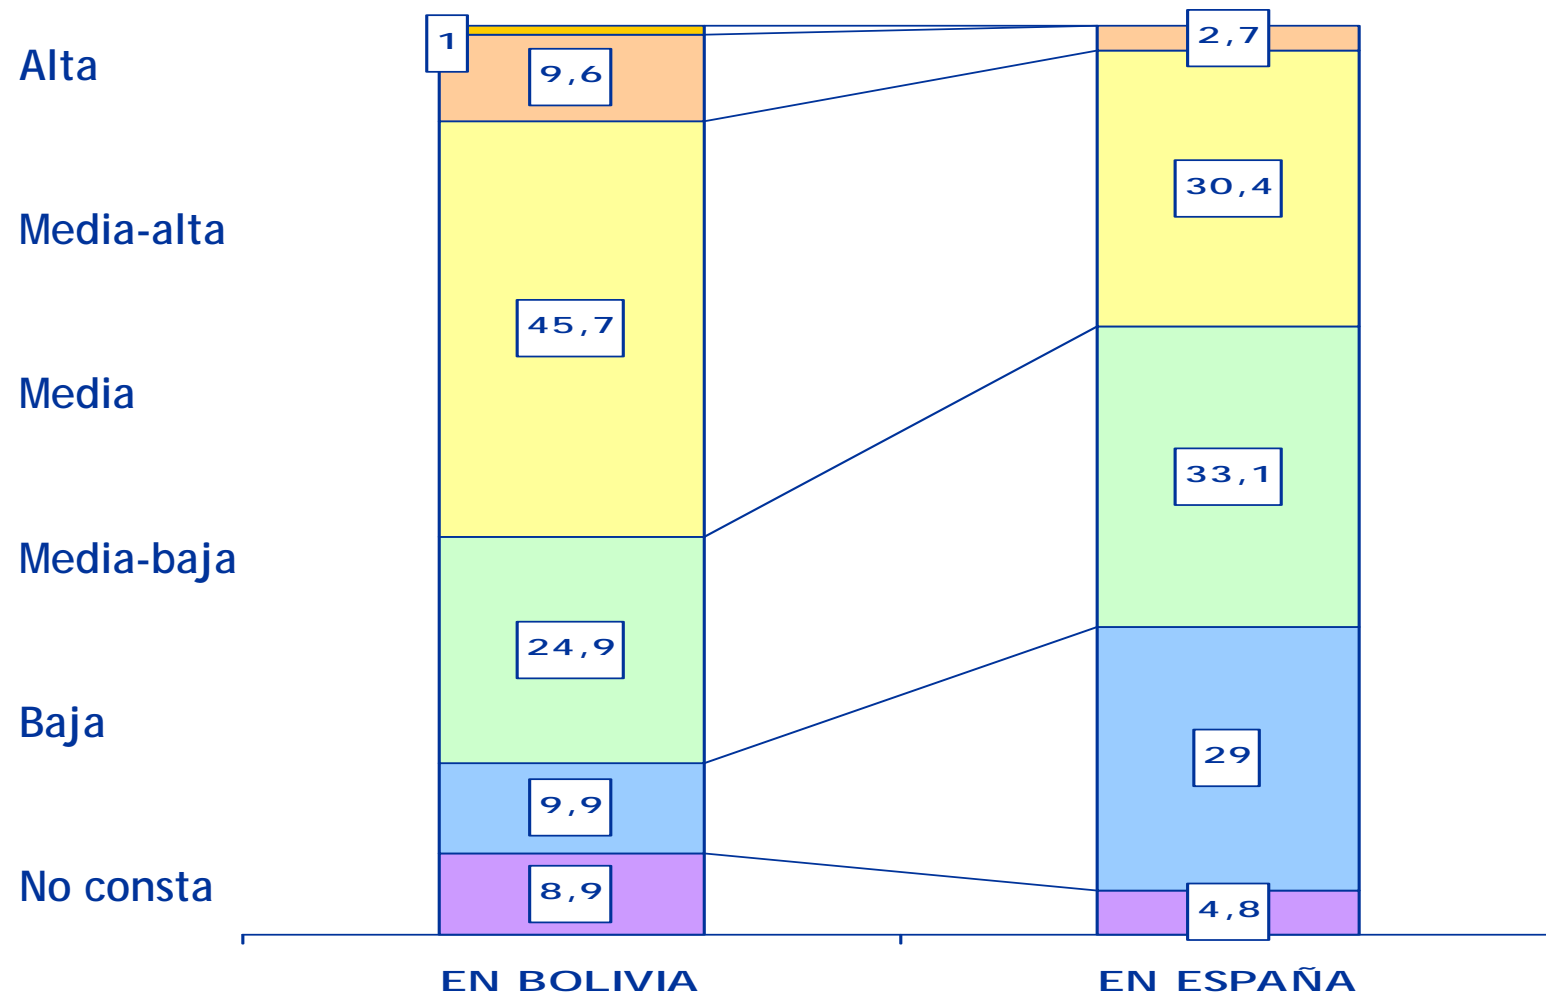 Alta
Media-alta
Media
Media-baja
Baja
No consta
1
9,6
45,7
24,9
9,9
8,9
2,7
30,4
33,1
29
4,8
EN BOLIVIA
EN ESPAÑA